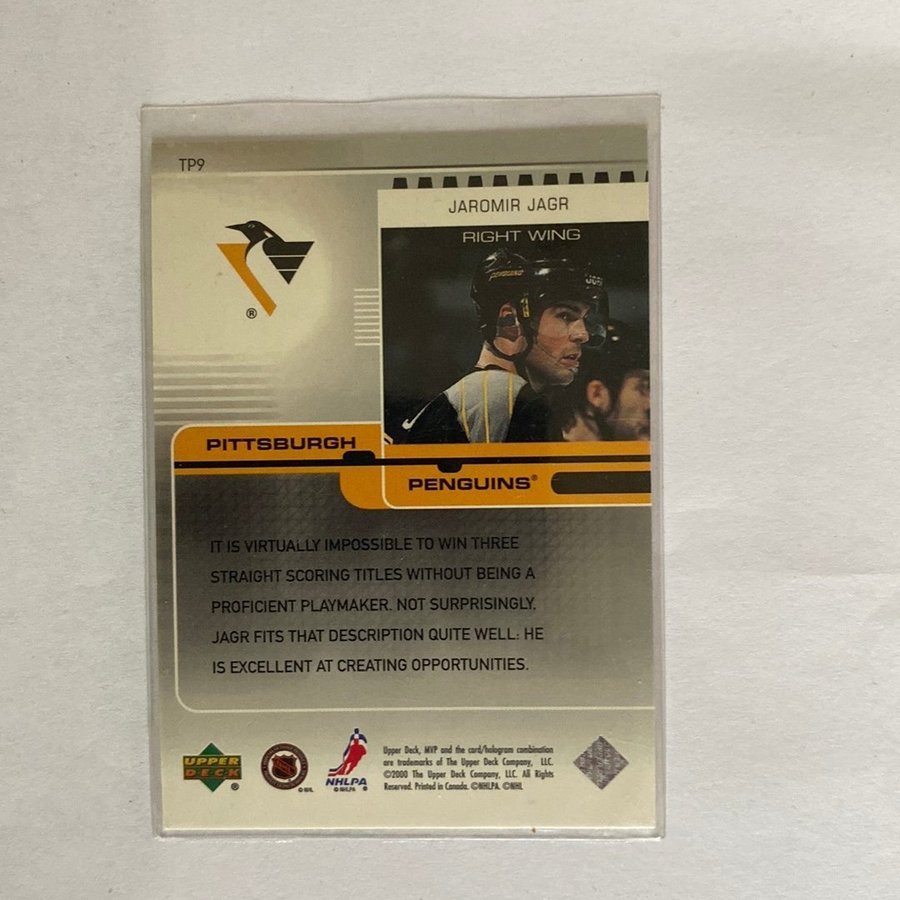 TP9
JAROMIR JAGR
RIGHT WING
®
PITTSBURGH
PENGUINS®
IT IS VIRTUALLY IMPOSSIBLE TO WIN THREE
STRAIGHT SCORING TITLES WITHOUT BEING A
PROFICIENT PLAYMAKER. NOT SURPRISINGLY,
JAGR FITS THAT DESCRIPTION QUITE WELL: HE
IS EXCELLENT AT CREATING OPPORTUNITIES.
UPPER
DECK
®
NHL
©NHL
NHLPA
©NHLPA
Upper Deck, MVP and the card/hologram combination
are trademarks of The Upper Deck Company, LLC.
©2000 The Upper Deck Company, LLC. All Rights
Reserved. Printed in Canada. ©NHLPA. ©NHL